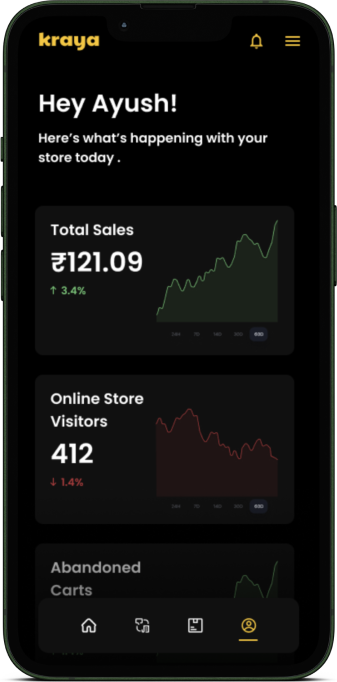 kraya
Hey Ayush!
Here's what's happening with your
store today .
Total Sales
₹121.09
↑ 3.4%
Online Store
Visitors
412
↓ 1.4%
Abandoned
Carts